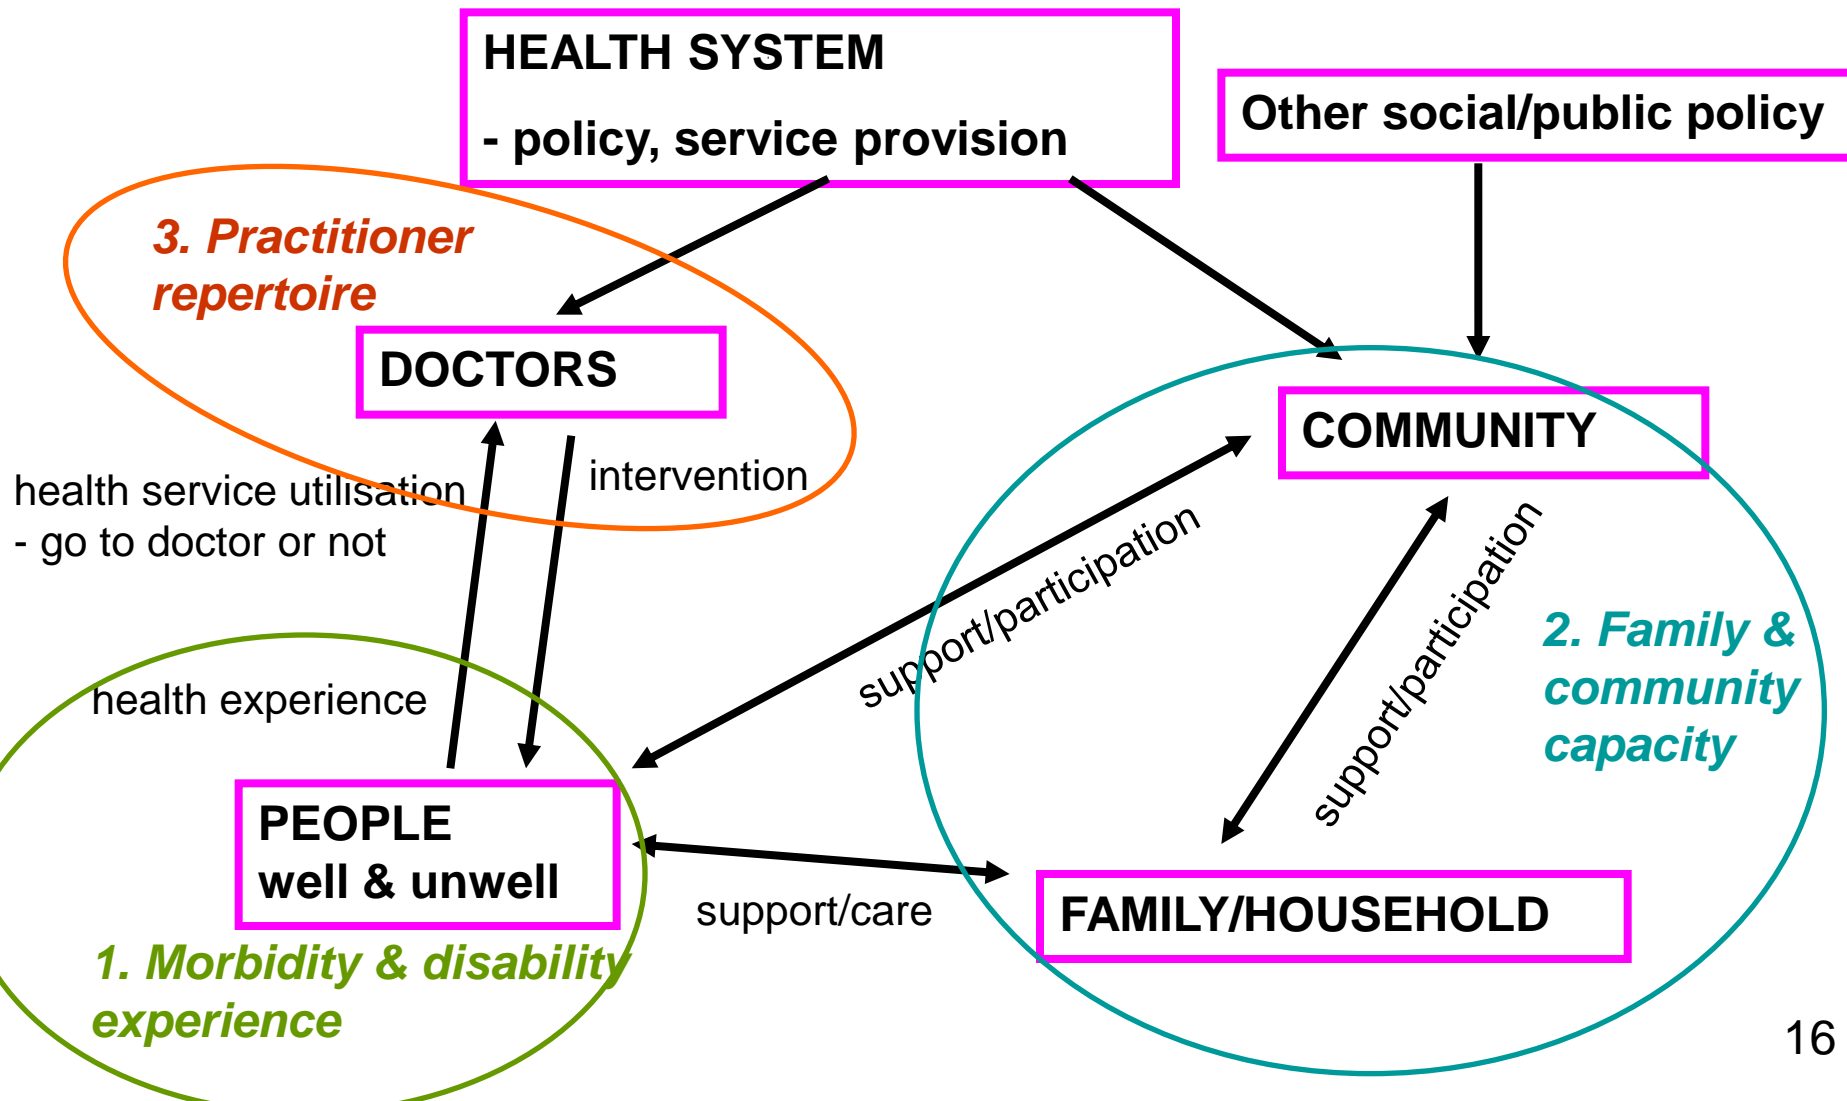 HEALTH SYSTEM
- policy, service provision
Other social/public policy
3. Practitioner
repertoire
DOCTORS
COMMUNITY
health service utilisation
- go to doctor or not
intervention
support/participation
support/participation
2. Family &
community
capacity
health experience
PEOPLE
well & unwell
support/care
FAMILY/HOUSEHOLD
1. Morbidity & disability
experience
16